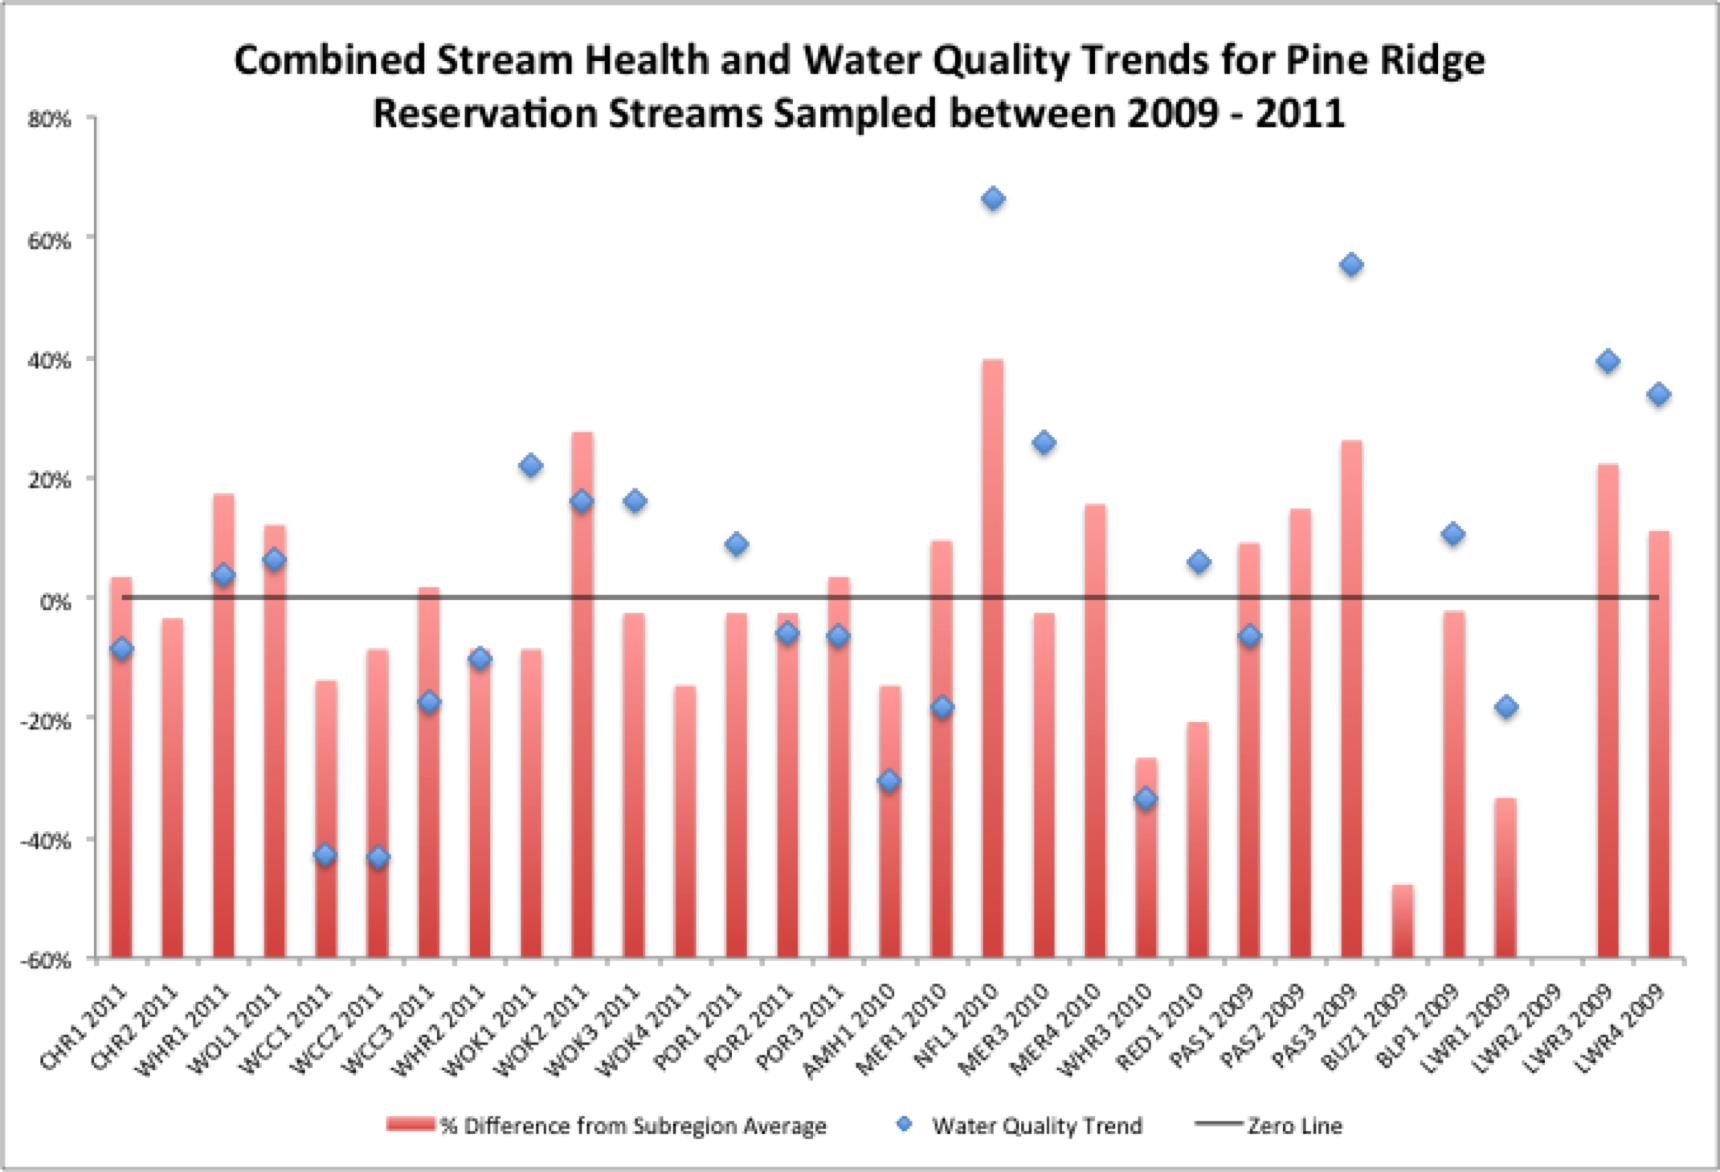 Combined Stream Health and Water Quality Trends for Pine Ridge
Reservation Streams Sampled between 2009 - 2011
80%
60%
40%
20%
0%
-20%
-40%
-60%
CHR1 2011
CHR2 2011
WHR1 2011
WOL1 2011
WCC1 2011
WCC2 2011
WCC3 2011
WHR2 2011
WOK1 2011
WOK2 2011
WOK3 2011
WOK4 2011
POR1 2011
POR2 2011
POR3 2011
AMH1 2010
MER1 2010
NFL1 2010
MER3 2010
MER4 2010
WHR3 2010
RED1 2010
PAS1 2009
PAS2 2009
PAS3 2009
BUZ1 2009
BLP1 2009
LWR1 2009
LWR2 2009
LWR3 2009
LWR4 2009
% Difference from Subregion Average
Water Quality Trend
Zero Line